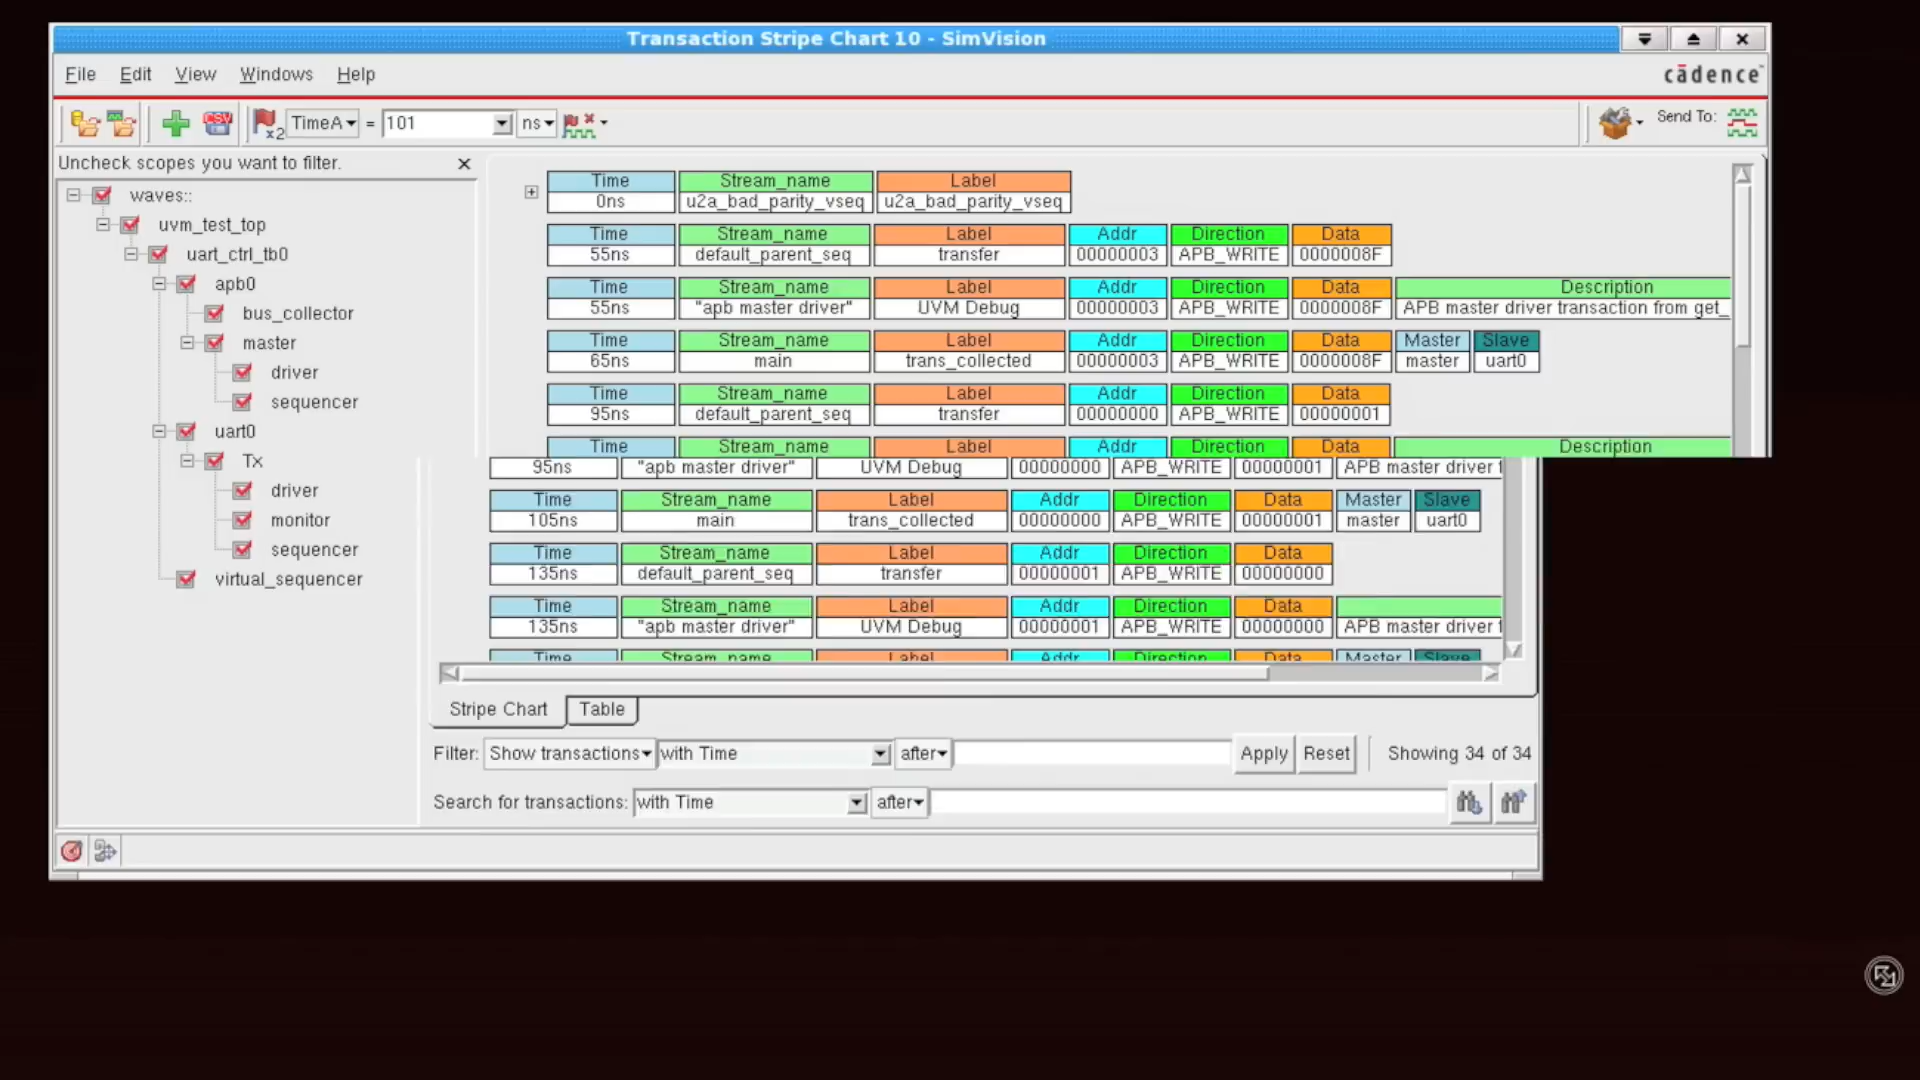 Transaction Stripe Chart 10 - SimVision
File Edit View Windows Help
cādence
CSV x2 TimeA = 101 ns Send To:
Uncheck scopes you want to filter.
waves::
uvm_test_top
uart_ctrl_tb0
apb0
bus_collector
master
driver
sequencer
uart0
Tx
driver
monitor
sequencer
virtual_sequencer
Time Stream_name Label
0ns u2a_bad_parity_vseq u2a_bad_parity_vseq
Time Stream_name Label Addr Direction Data
55ns default_parent_seq transfer 00000003 APB_WRITE 0000008F
Time Stream_name Label Addr Direction Data Description
55ns "apb master driver" UVM Debug 00000003 APB_WRITE 0000008F APB master driver transaction from get_
Time Stream_name Label Addr Direction Data Master Slave
65ns main trans_collected 00000003 APB_WRITE 0000008F master uart0
Time Stream_name Label Addr Direction Data
95ns default_parent_seq transfer 00000000 APB_WRITE 00000001
Time Stream_name Label Addr Direction Data Description
95ns "apb master driver" UVM Debug 00000000 APB_WRITE 00000001 APB master driver
Time Stream_name Label Addr Direction Data Master Slave
105ns main trans_collected 00000000 APB_WRITE 00000001 master uart0
Time Stream_name Label Addr Direction Data
135ns default_parent_seq transfer 00000001 APB_WRITE 00000000
Time Stream_name Label Addr Direction Data
135ns "apb master driver" UVM Debug 00000001 APB_WRITE 00000000 APB master driver
Time Stream_name Label Addr Direction Data Master Slave
Stripe Chart Table
Filter: Show transactions with Time after Apply Reset Showing 34 of 34
Search for transactions: with Time after